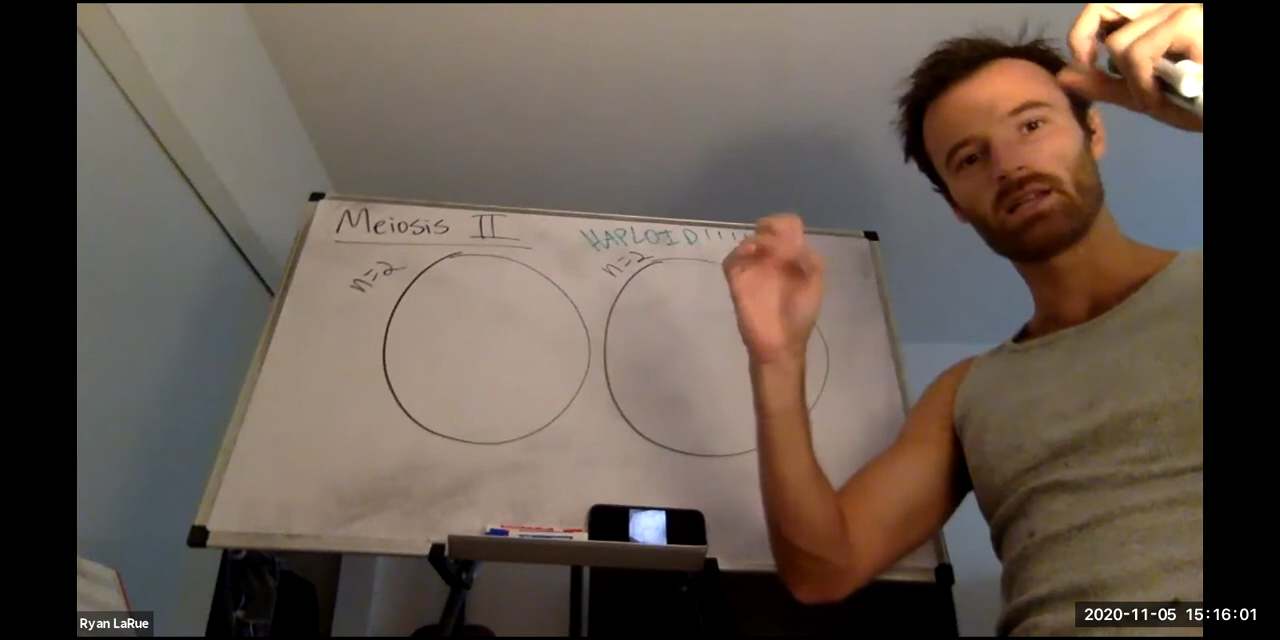 Meiosis II
HAPLOID!!!!
n=2
n=2
Ryan LaRue
2020-11-05 15:16:01